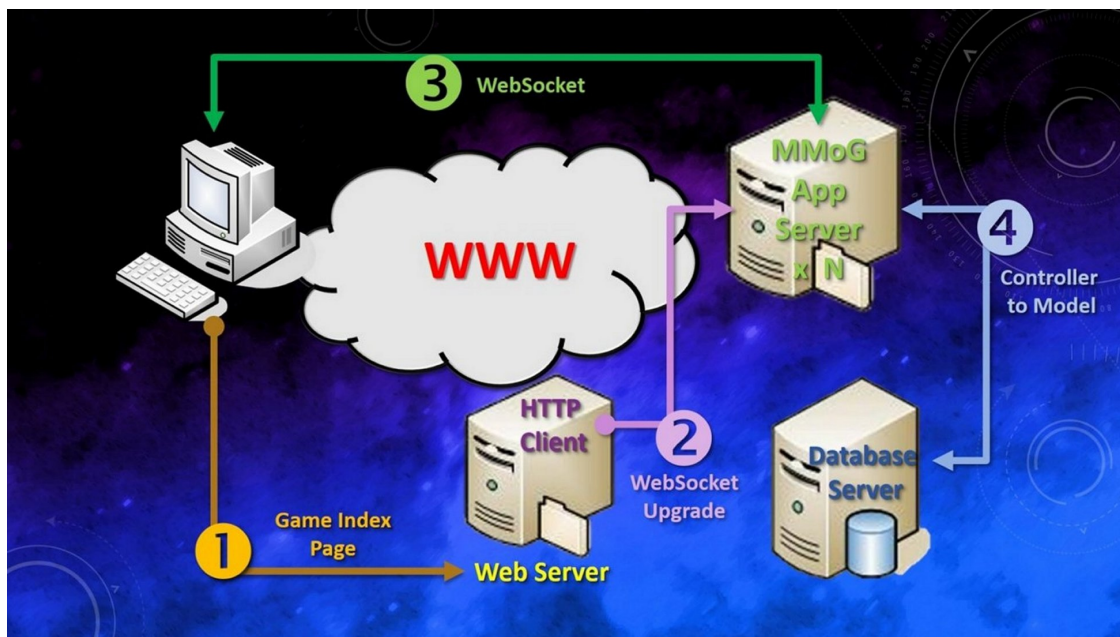 3
WebSocket
MMoG
App
Server
x N
WWW
4
Controller
to Model
HTTP
Client
2
WebSocket
Upgrade
Database
Server
Game Index
Page
1
Web Server